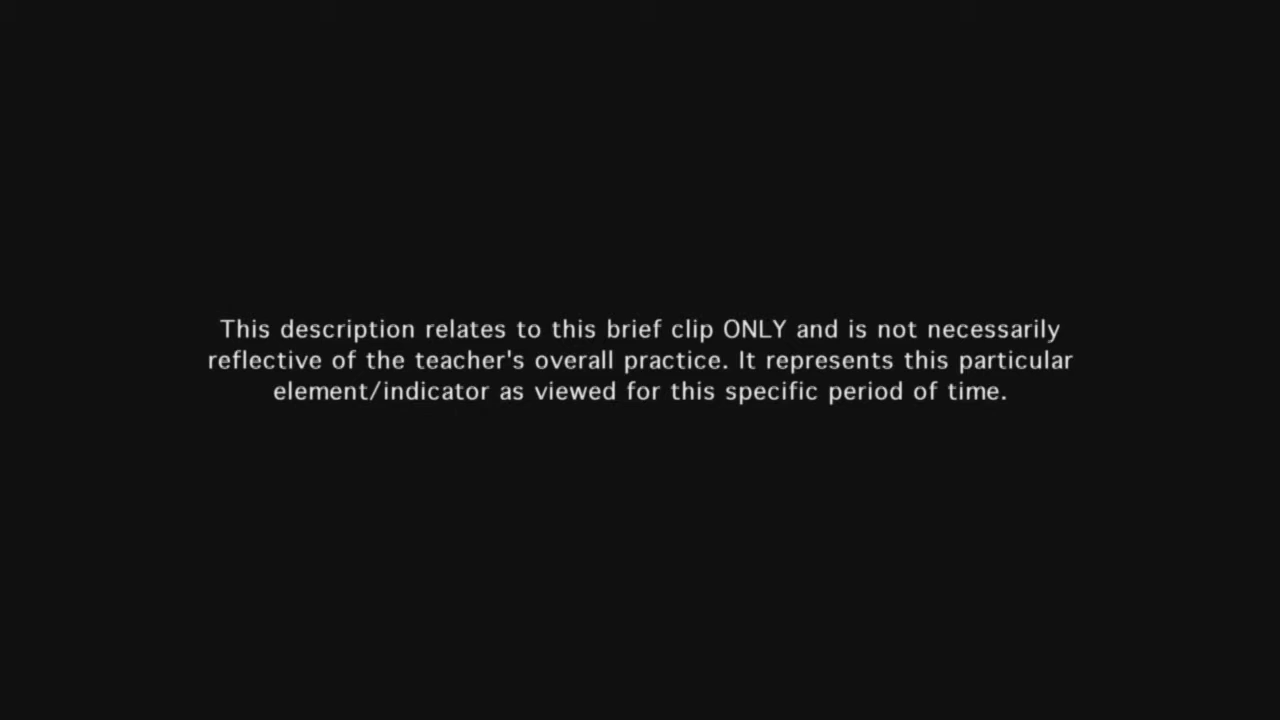 This description relates to this brief clip ONLY and is not necessarily
reflective of the teacher's overall practice. It represents this particular
element/indicator as viewed for this specific period of time.